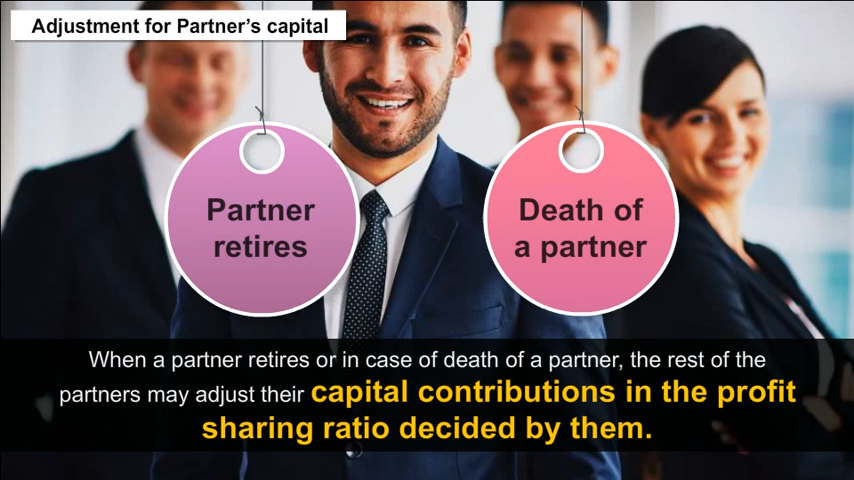 Adjustment for Partner's capital
Partner
retires
Death of
a partner
When a partner retires or in case of death of a partner, the rest of the
partners may adjust their capital contributions in the profit
sharing ratio decided by them.